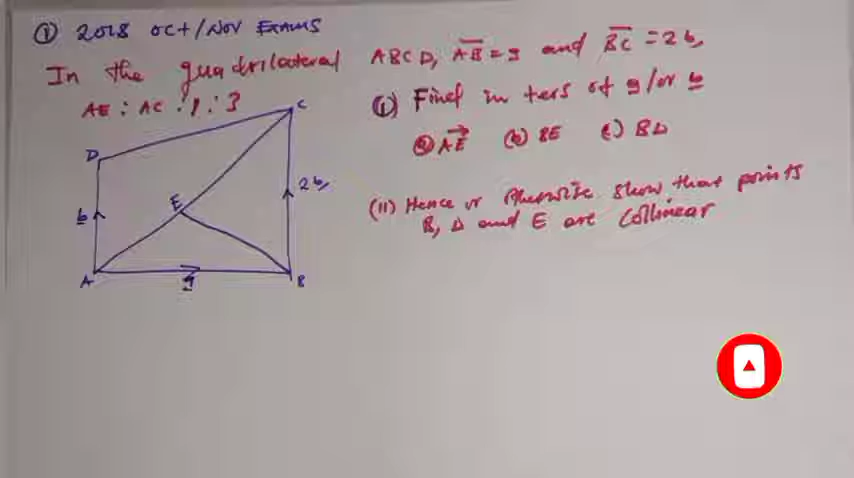 ① 2018 Oct/Nov Exams
In the quadrilateral ABCD, AB = a and BC = 2b,
AE : AC : 1 : 3
(i) Find in ters of a/or b
(a) AE (b) BE (c) BD
(ii) Hence or otherwise show that points
B, D and E are Collinear
C
D
E
b
2b
A
a
B